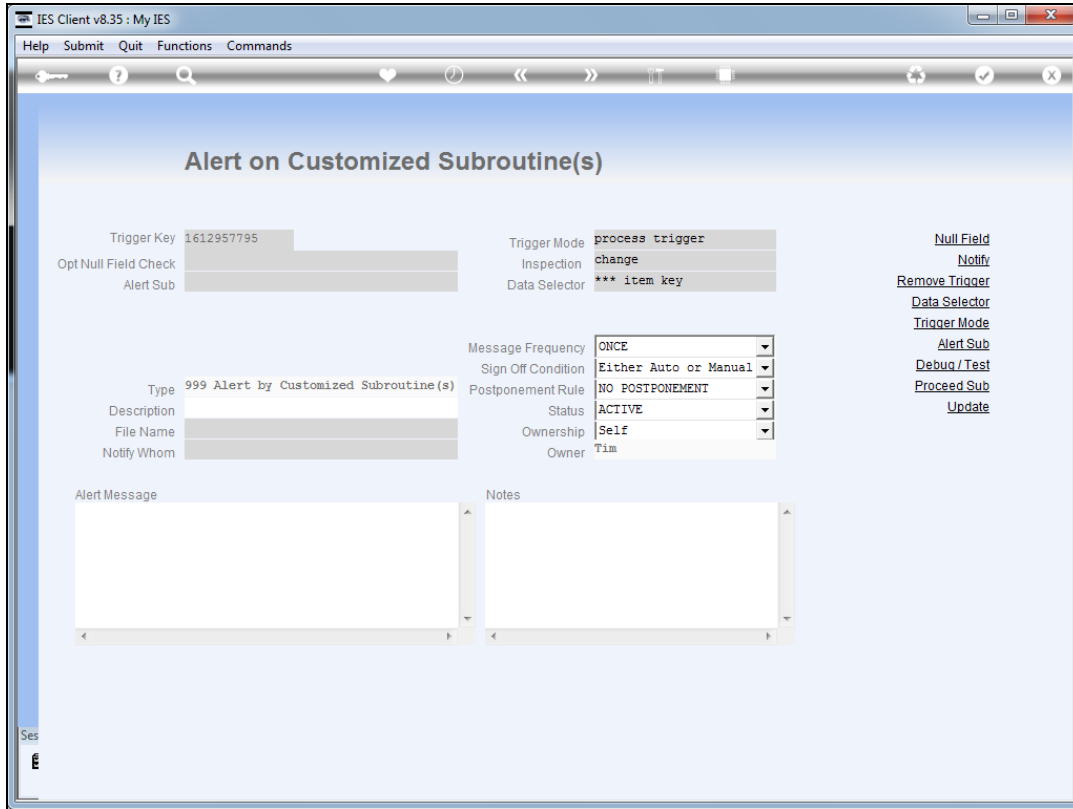 IES Client v8.35 : My IES
Help Submit Quit Functions Commands
Alert on Customized Subroutine(s)
Trigger Key 1612957795
Opt Null Field Check
Alert Sub
Trigger Mode process trigger
Inspection change
Data Selector *** item key
Null Field
Notify
Remove Trigger
Data Selector
Trigger Mode
Alert Sub
Debug / Test
Proceed Sub
Update
Message Frequency ONCE
Sign Off Condition Either Auto or Manual
Type 999 Alert by Customized Subroutine(s)
Postponement Rule NO POSTPONEMENT
Description
Status ACTIVE
File Name
Ownership Self
Notify Whom
Owner Tim
Alert Message
Notes
Ses